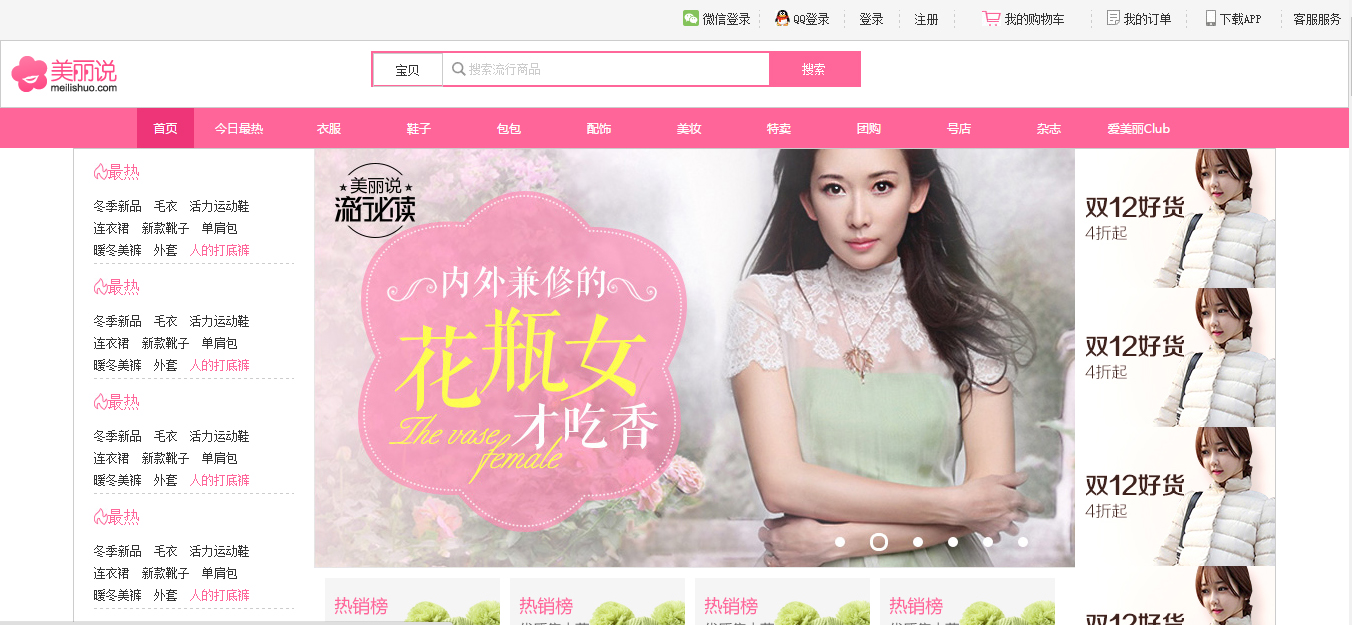 微信登录 QQ登录 登录 注册 我的购物车 我的订单 下载APP 客服服务
美丽说
meilishuo.com
宝贝 搜索流行商品 搜索
首页 今日最热 衣服 鞋子 包包 配饰 美妆 特卖 团购 号店 杂志 爱美丽Club
最热
冬季新品 毛衣 活力运动鞋
连衣裙 新款靴子 单肩包
暖冬美裤 外套 人的打底裤
最热
冬季新品 毛衣 活力运动鞋
连衣裙 新款靴子 单肩包
暖冬美裤 外套 人的打底裤
最热
冬季新品 毛衣 活力运动鞋
连衣裙 新款靴子 单肩包
暖冬美裤 外套 人的打底裤
最热
冬季新品 毛衣 活力运动鞋
连衣裙 新款靴子 单肩包
暖冬美裤 外套 人的打底裤
美丽说
流行必读
内外兼修的
花瓶女
才吃香
The vase
female
双12好货
4折起
双12好货
4折起
双12好货
4折起
双12好货
热销榜 热销榜 热销榜 热销榜